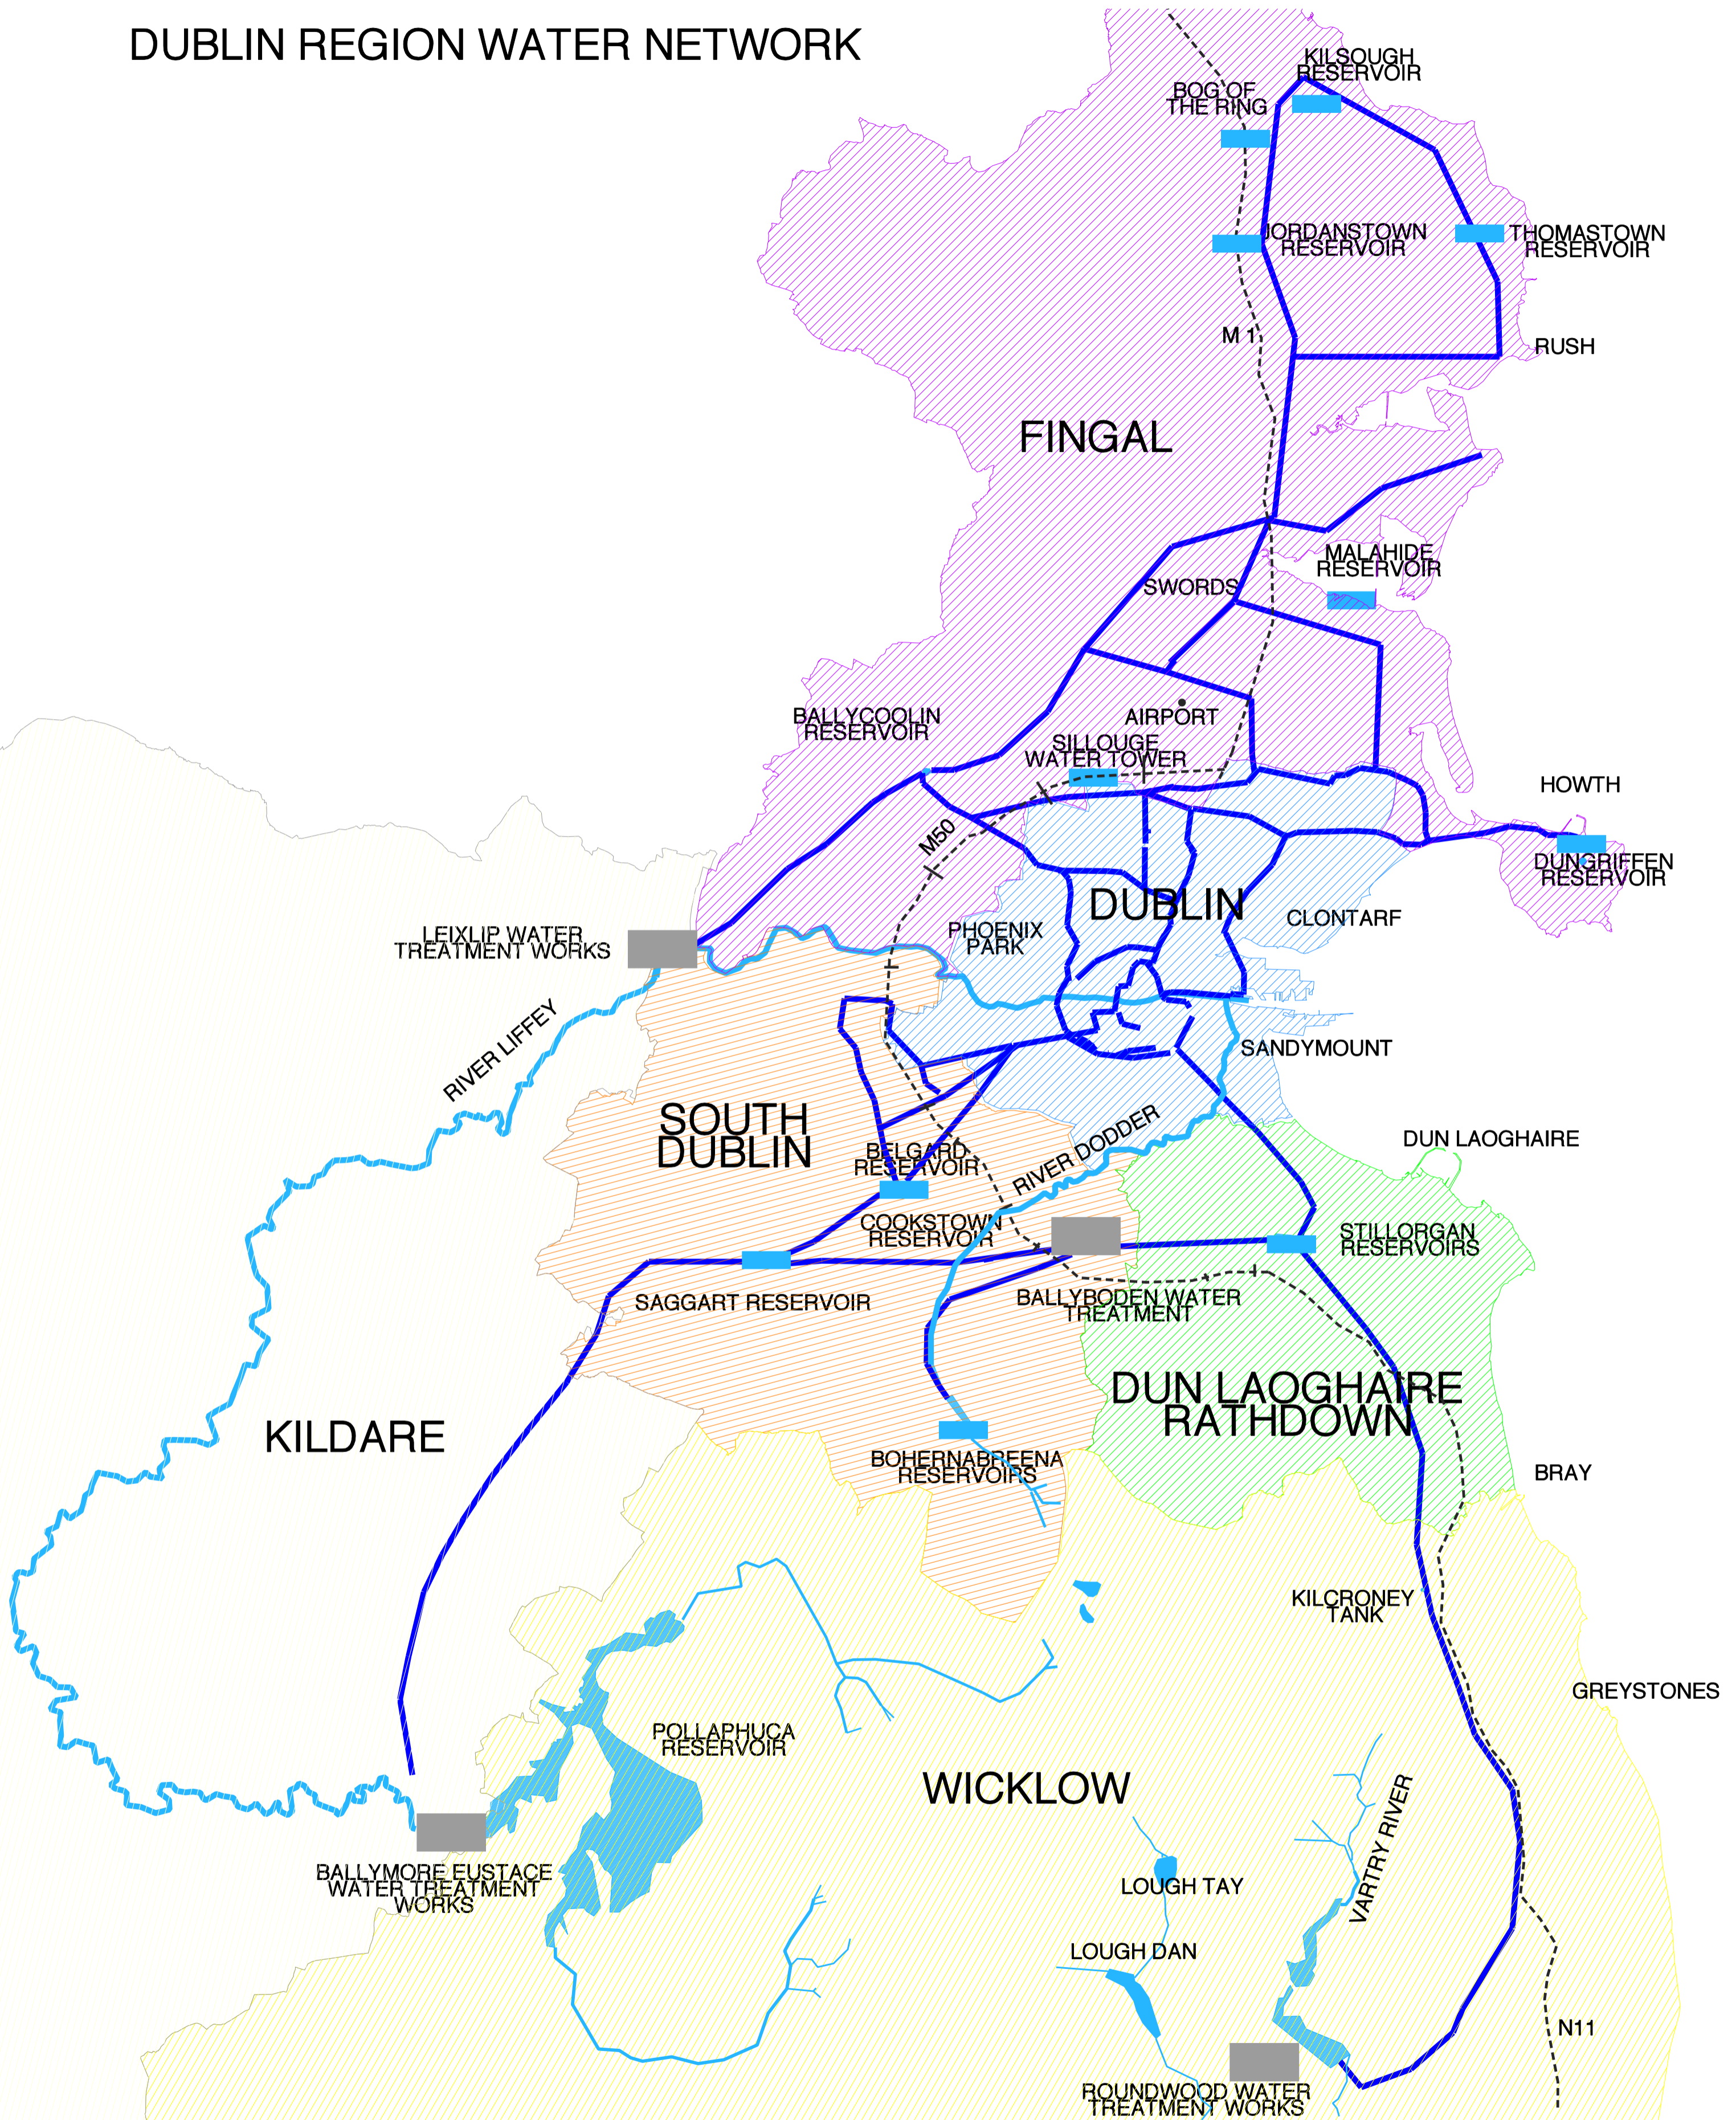 DUBLIN REGION WATER NETWORK
KILSOUGH
RESERVOIR
BOG OF
THE RING
JORDANSTOWN
RESERVOIR
THOMASTOWN
RESERVOIR
M 1
RUSH
FINGAL
MALAHIDE
RESERVOIR
SWORDS
BALLYCOOLIN
RESERVOIR
AIRPORT
SILLOUGE
WATER TOWER
HOWTH
M50
DUNGRIFFEN
RESERVOIR
DUBLIN
CLONTARF
PHOENIX
PARK
LEIXLIP WATER
TREATMENT WORKS
RIVER LIFFEY
SANDYMOUNT
SOUTH
DUBLIN
RIVER DODDER
DUN LAOGHAIRE
BELGARD
RESERVOIR
COOKSTOWN
RESERVOIR
STILLORGAN
RESERVOIRS
SAGGART RESERVOIR
BALLYBODEN WATER
TREATMENT
DUN LAOGHAIRE
RATHDOWN
KILDARE
BOHERNABREENA
RESERVOIRS
BRAY
KILCRONEY
TANK
GREYSTONES
POLLAPHUCA
RESERVOIR
WICKLOW
VARTRY RIVER
BALLYMORE EUSTACE
WATER TREATMENT
WORKS
LOUGH TAY
LOUGH DAN
N11
ROUNDWOOD WATER
TREATMENT WORKS